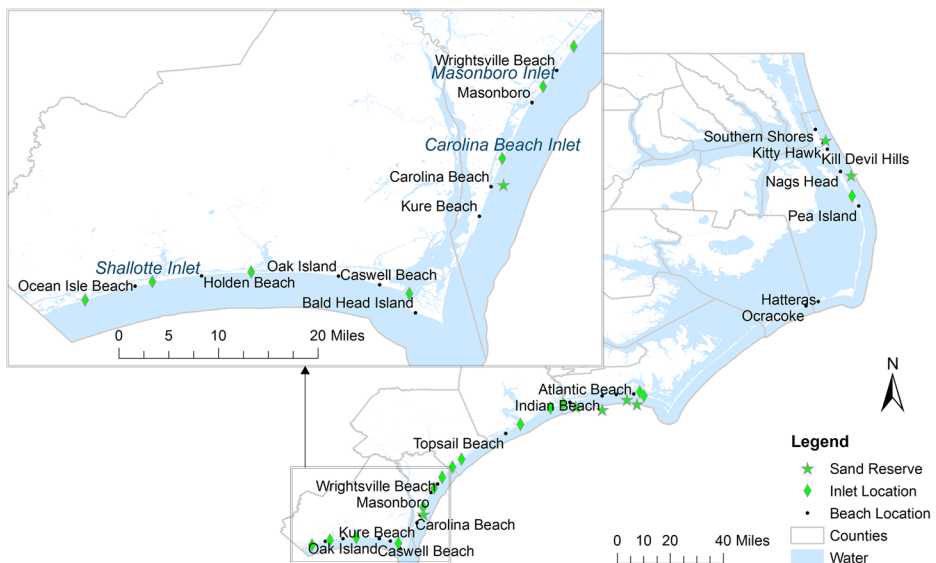 Wrightsville Beach
Masonboro Inlet
Masonboro
Carolina Beach Inlet
Carolina Beach
Kure Beach
Shallotte Inlet
Oak Island
Caswell Beach
Ocean Isle Beach
Holden Beach
Bald Head Island
0 5 10 20 Miles
Southern Shores
Kitty Hawk
Kill Devil Hills
Nags Head
Pea Island
Hatteras
Ocracoke
Atlantic Beach
Indian Beach
Topsail Beach
Wrightsville Beach
Masonboro
Carolina Beach
Kure Beach
Oak Island
Caswell Beach
N
Legend
Sand Reserve
Inlet Location
Beach Location
Counties
Water
0 10 20 40 Miles